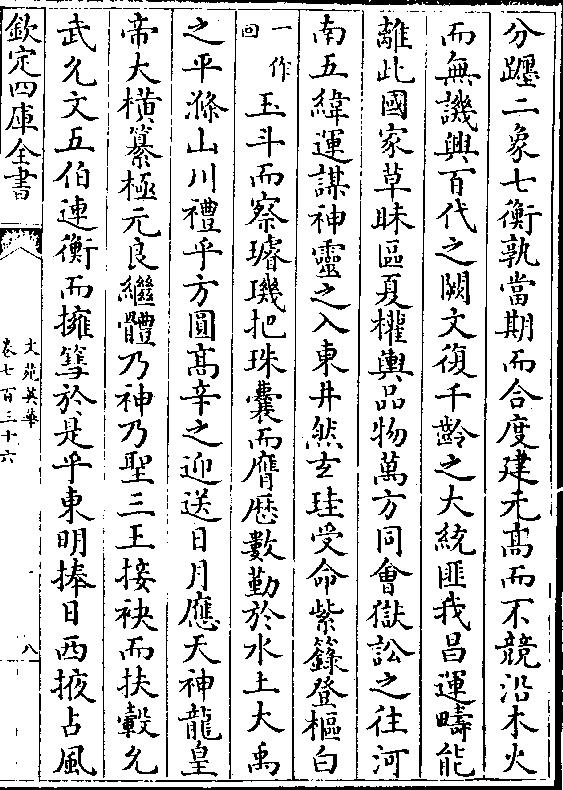 分躔二象七衡孰當期而合度建元高而不競沿木火
而無譏興百代之闕文復千齡之大統匪我昌運疇能
離此國家草昧區夏權輿品物萬方同會獄訟之往河
南五緯運謀神靈之入東井然玄珪受命紫籙登樞白
一作回玉斗而察璿璣把珠囊而膺歴數勤於水土大禹
之平滌山川禮乎方圓髙辛之迎送日月應天神龍皇
帝大横纂極元良繼體乃神乃聖三王接袂而扶轂允
武允文五伯連衡而擁篲於是乎東明捧日西掖占風
欽定四庫全書
文苑英華
卷七百三十六
八